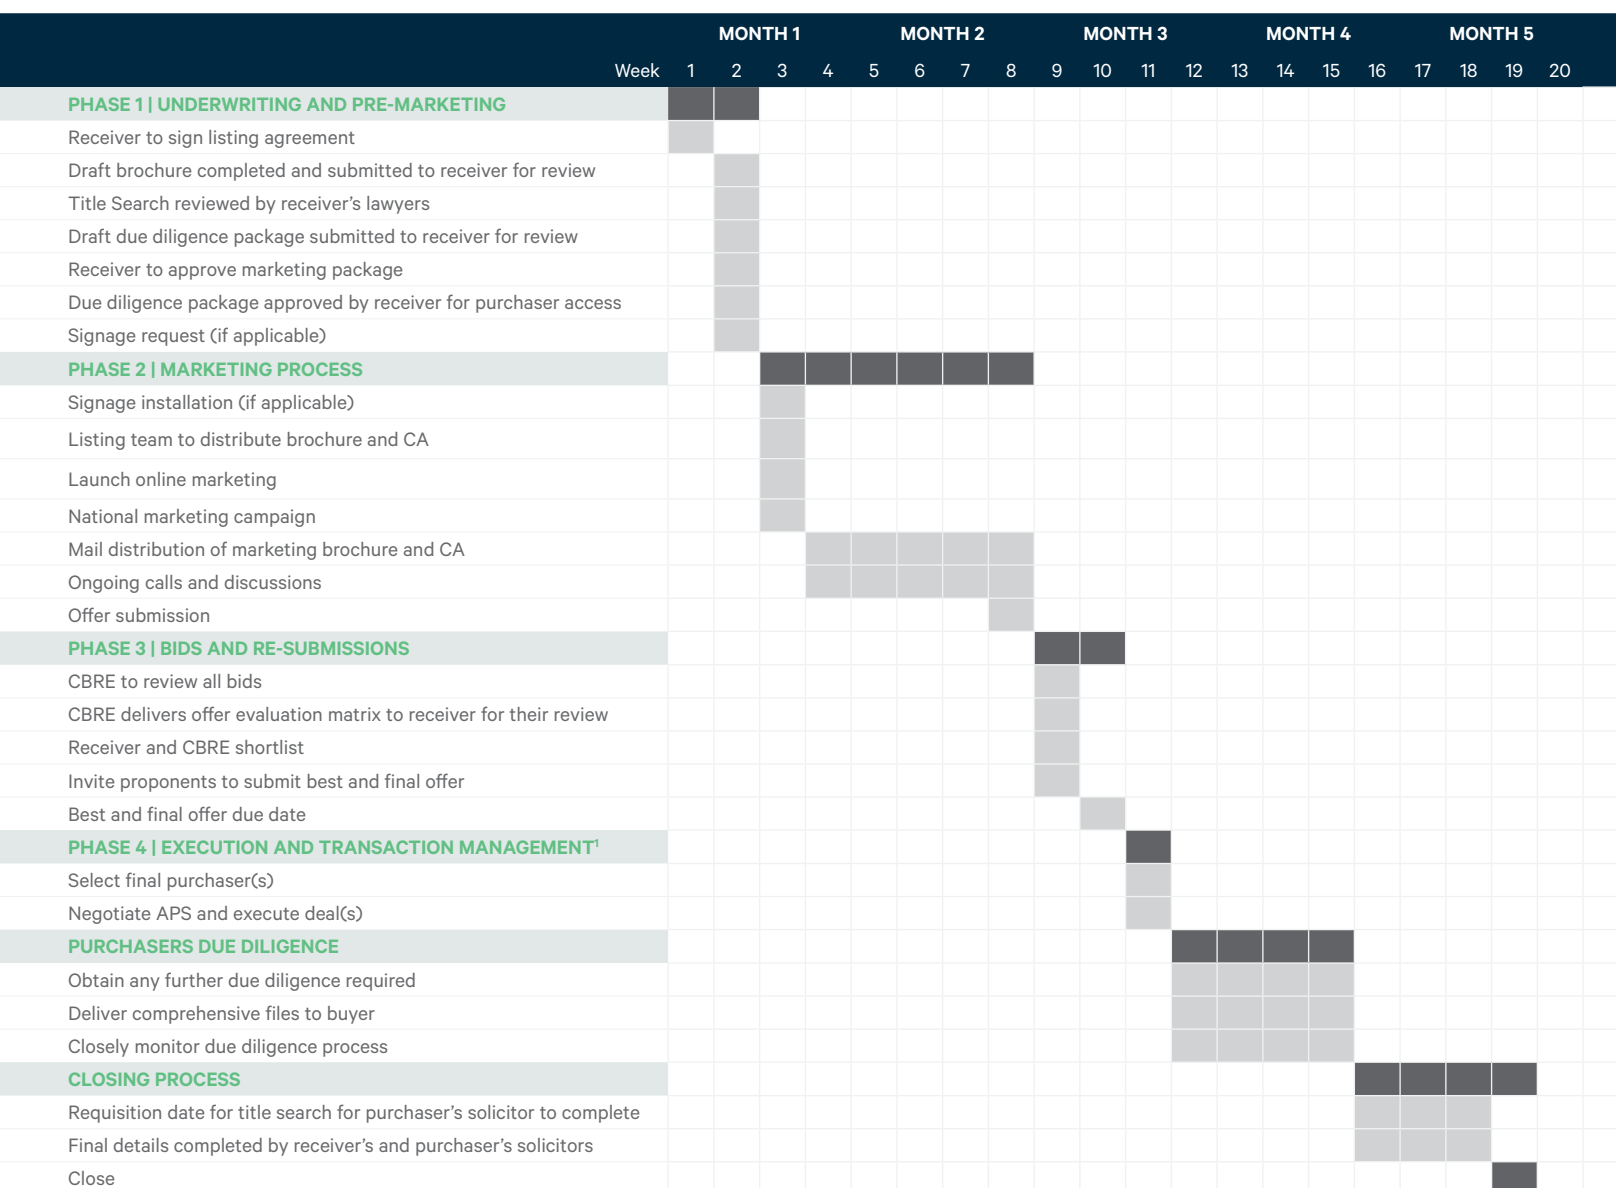 MONTH 1 MONTH 2 MONTH 3 MONTH 4 MONTH 5
Week 1 2 3 4 5 6 7 8 9 10 11 12 13 14 15 16 17 18 19 20
PHASE 1 | UNDERWRITING AND PRE-MARKETING
Receiver to sign listing agreement
Draft brochure completed and submitted to receiver for review
Title Search reviewed by receiver’s lawyers
Draft due diligence package submitted to receiver for review
Receiver to approve marketing package
Due diligence package approved by receiver for purchaser access
Signage request (if applicable)
PHASE 2 | MARKETING PROCESS
Signage installation (if applicable)
Listing team to distribute brochure and CA
Launch online marketing
National marketing campaign
Mail distribution of marketing brochure and CA
Ongoing calls and discussions
Offer submission
PHASE 3 | BIDS AND RE-SUBMISSIONS
CBRE to review all bids
CBRE delivers offer evaluation matrix to receiver for their review
Receiver and CBRE shortlist
Invite proponents to submit best and final offer
Best and final offer due date
PHASE 4 | EXECUTION AND TRANSACTION MANAGEMENT¹
Select final purchaser(s)
Negotiate APS and execute deal(s)
PURCHASERS DUE DILIGENCE
Obtain any further due diligence required
Deliver comprehensive files to buyer
Closely monitor due diligence process
CLOSING PROCESS
Requisition date for title search for purchaser’s solicitor to complete
Final details completed by receiver’s and purchaser’s solicitors
Close